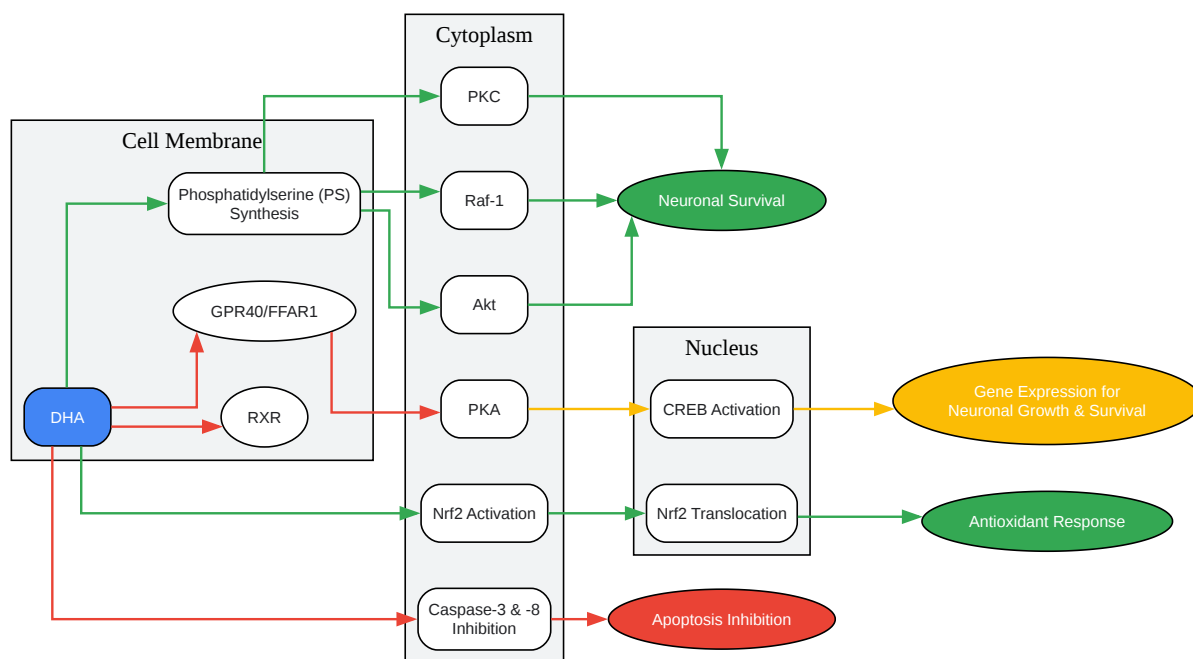 Cytoplasm
PKC
Cell Membrane
Phosphatidylserine (PS)
Synthesis
Raf-1
Neuronal Survival
GPR40/FFAR1
Akt
Nucleus
DHA
RXR
PKA
CREB Activation
Gene Expression for
Neuronal Growth & Survival
Nrf2 Activation
Nrf2 Translocation
Antioxidant Response
Caspase-3 & -8
Inhibition
Apoptosis Inhibition